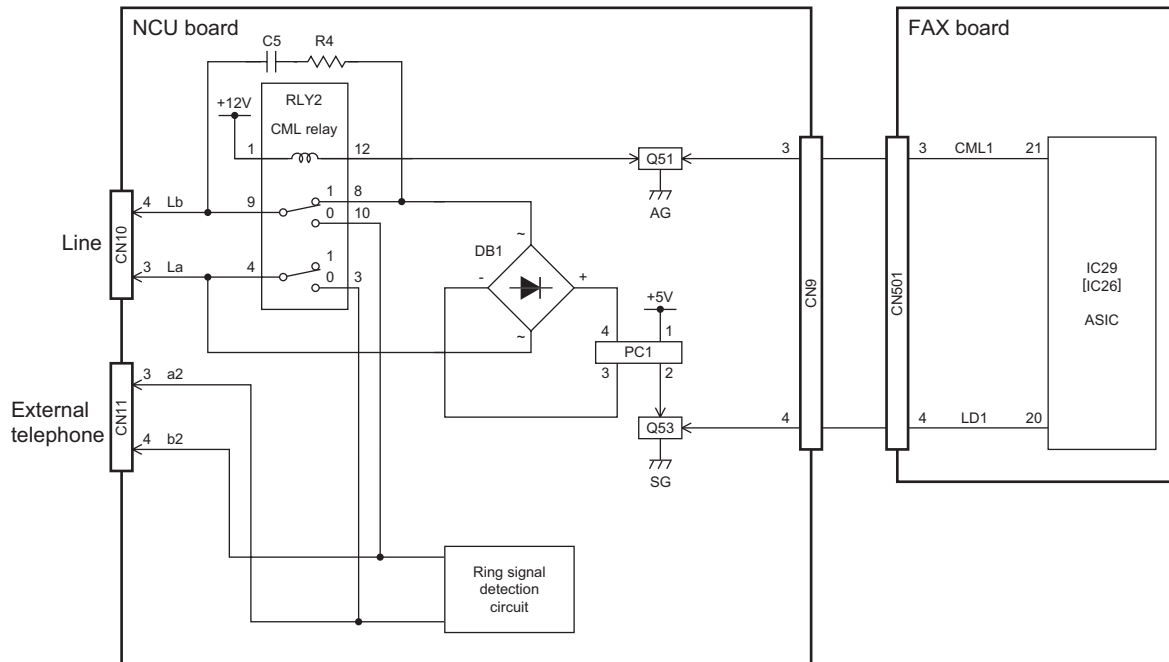 NCU board
FAX board
C5
R4
+12V
RLY2
CML relay
1
12
3
3
CML1
21
Q51
AG
4
Lb
9
1
8
0
10
Line
CN10
3
La
4
1
0
3
DB1
~
-
+
~
+5V
4
1
PC1
3
2
CN9
CN501
IC29
[IC26]
ASIC
External
telephone
CN11
3
a2
4
b2
Q53
SG
4
4
LD1
20
Ring signal
detection
circuit